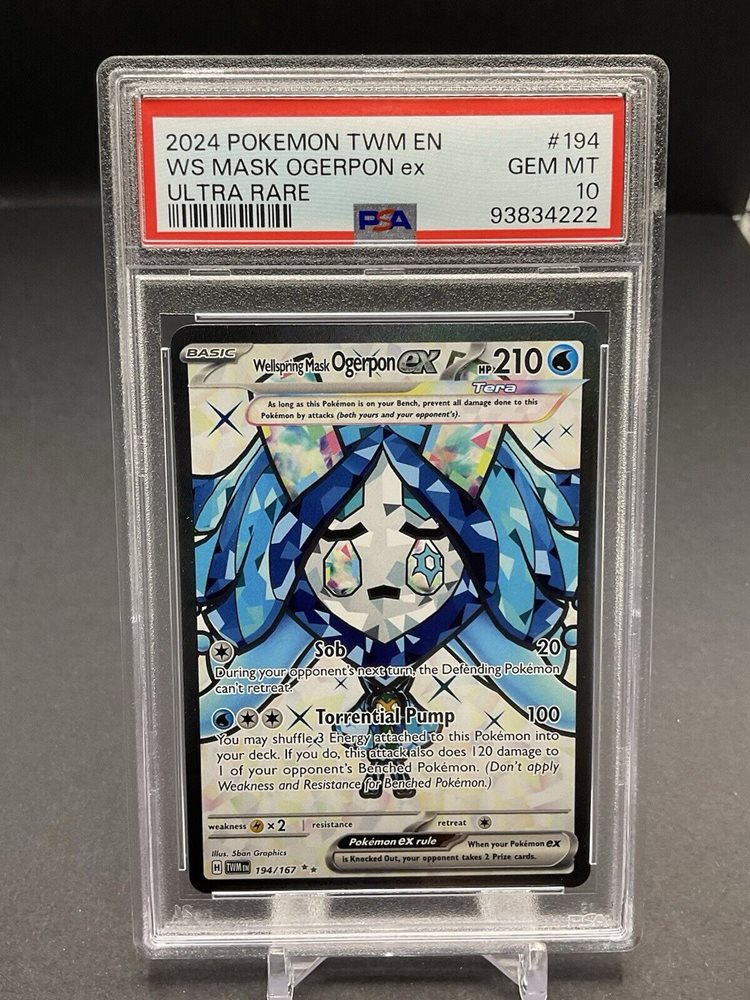 2024 POKEMON TWM EN #194
WS MASK OGERPON ex GEM MT
ULTRA RARE 10
PSA 93834222
BASIC Wellspring Mask Ogerpon ex HP 210
Tera
As long as this Pokémon is on your Bench, prevent all damage done to this
Pokémon by attacks (both yours and your opponent's).
Sob 20
During your opponent's next turn, the Defending Pokémon
can't retreat.
Torrential Pump 100
You may shuffle 3 Energy attached to this Pokémon into
your deck. If you do, this attack also does 120 damage to
1 of your opponent's Benched Pokémon. (Don't apply
Weakness and Resistance for Benched Pokémon.)
weakness ×2 resistance retreat
Pokémon ex rule When your Pokémon ex
is Knocked Out, your opponent takes 2 Prize cards.
Illus. 5ban Graphics
H TWM EN 194/167